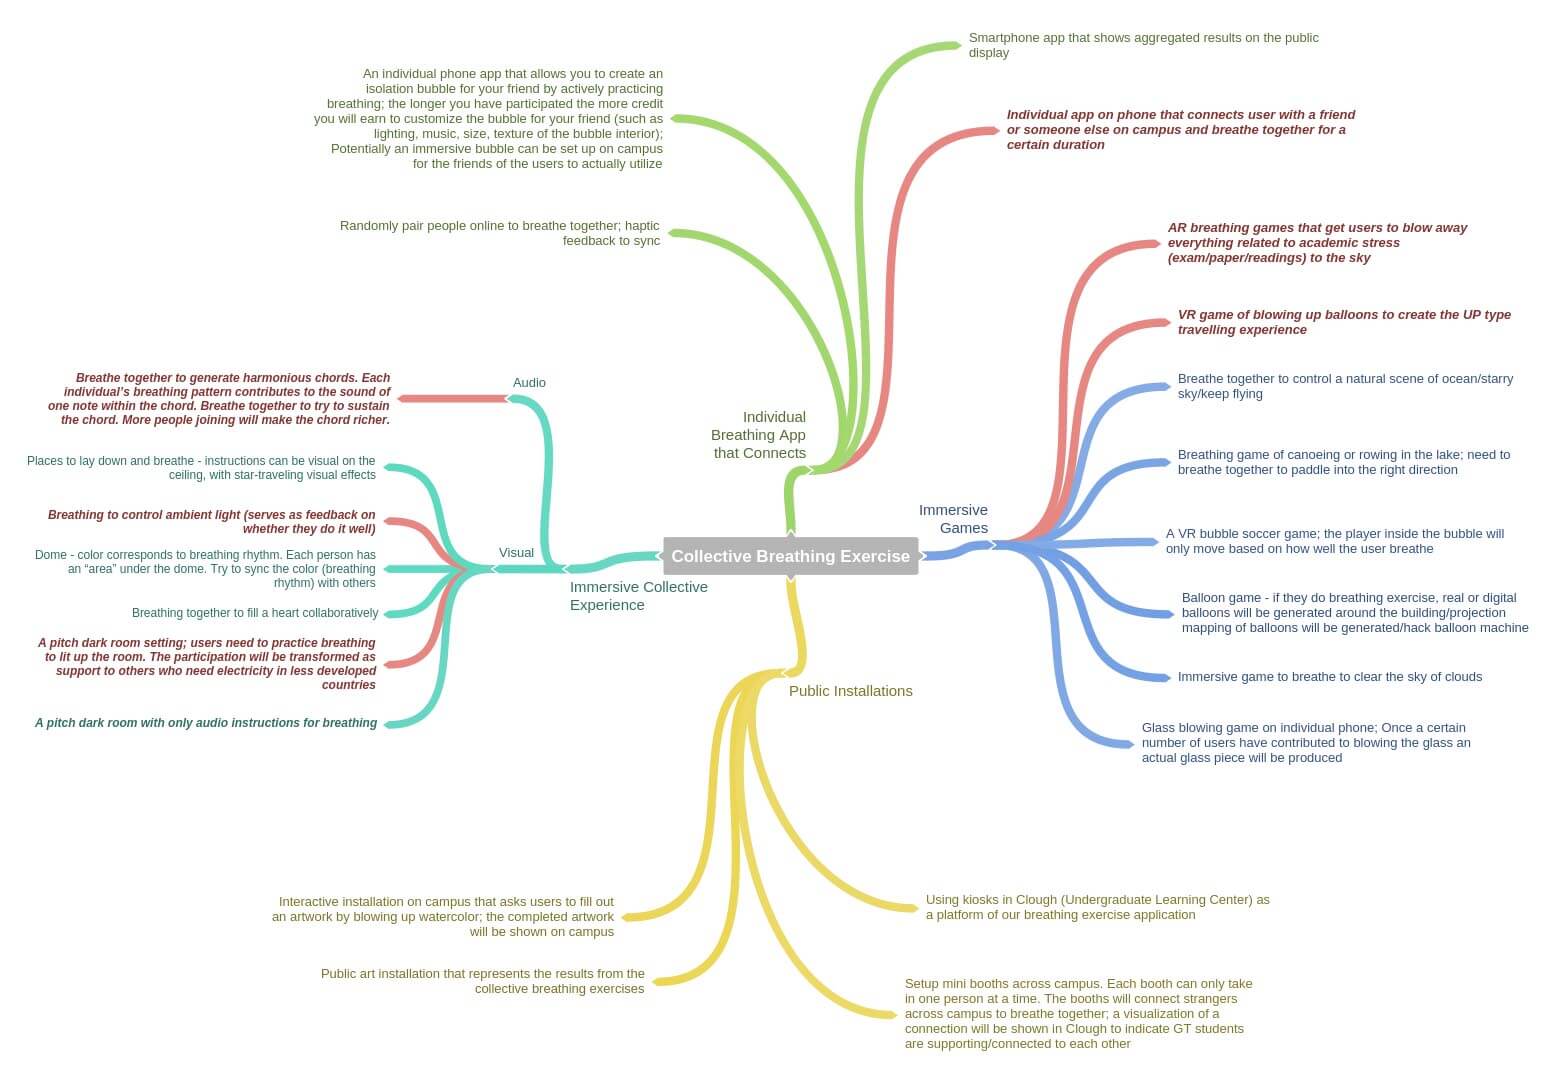 Smartphone app that shows aggregated results on the public
display
An individual phone app that allows you to create an
isolation bubble for your friend by actively practicing
breathing; the longer you have participated the more credit
you will earn to customize the bubble for your friend (such as
lighting, music, size, texture of the bubble interior);
Potentially an immersive bubble can be set up on campus
for the friends of the users to actually utilize
Individual app on phone that connects user with a friend
or someone else on campus and breathe together for a
certain duration
Randomly pair people online to breathe together; haptic
feedback to sync
AR breathing games that get users to blow away
everything related to academic stress
(exam/paper/readings) to the sky
VR game of blowing up balloons to create the UP type
travelling experience
Breathe together to control a natural scene of ocean/starry
sky/keep flying
Breathing game of canoeing or rowing in the lake; need to
breathe together to paddle into the right direction
A VR bubble soccer game; the player inside the bubble will
only move based on how well the user breathe
Balloon game - if they do breathing exercise, real or digital
balloons will be generated around the building/projection
mapping of balloons will be generated/hack balloon machine
Immersive game to breathe to clear the sky of clouds
Glass blowing game on individual phone; Once a certain
number of users have contributed to blowing the glass an
actual glass piece will be produced
Individual
Breathing App
that Connects
Immersive
Games
Collective Breathing Exercise
Immersive Collective
Experience
Public Installations
Audio
Breathe together to generate harmonious chords. Each
individual's breathing pattern contributes to the sound of
one note within the chord. Breathe together to try to sustain
the chord. More people joining will make the chord richer.
Visual
Places to lay down and breathe - instructions can be visual on the
ceiling, with star-traveling visual effects
Breathing to control ambient light (serves as feedback on
whether they do it well)
Dome - color corresponds to breathing rhythm. Each person has
an “area” under the dome. Try to sync the color (breathing
rhythm) with others
Breathing together to fill a heart collaboratively
A pitch dark room setting; users need to practice breathing
to lit up the room. The participation will be transformed as
support to others who need electricity in less developed
countries
A pitch dark room with only audio instructions for breathing
Interactive installation on campus that asks users to fill out
an artwork by blowing up watercolor; the completed artwork
will be shown on campus
Public art installation that represents the results from the
collective breathing exercises
Using kiosks in Clough (Undergraduate Learning Center) as
a platform of our breathing exercise application
Setup mini booths across campus. Each booth can only take
in one person at a time. The booths will connect strangers
across campus to breathe together; a visualization of a
connection will be shown in Clough to indicate GT students
are supporting/connected to each other